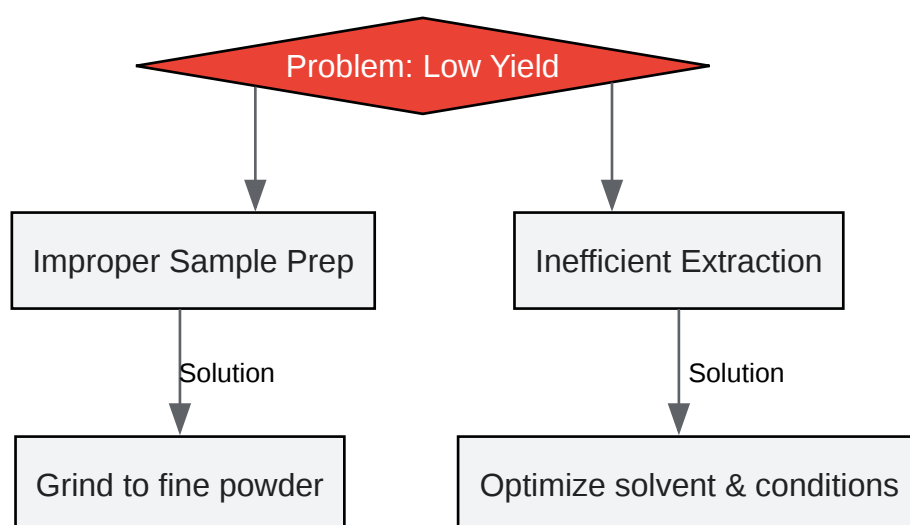 Problem: Low Yield
Improper Sample Prep
Inefficient Extraction
Solution
Solution
Grind to fine powder
Optimize solvent & conditions